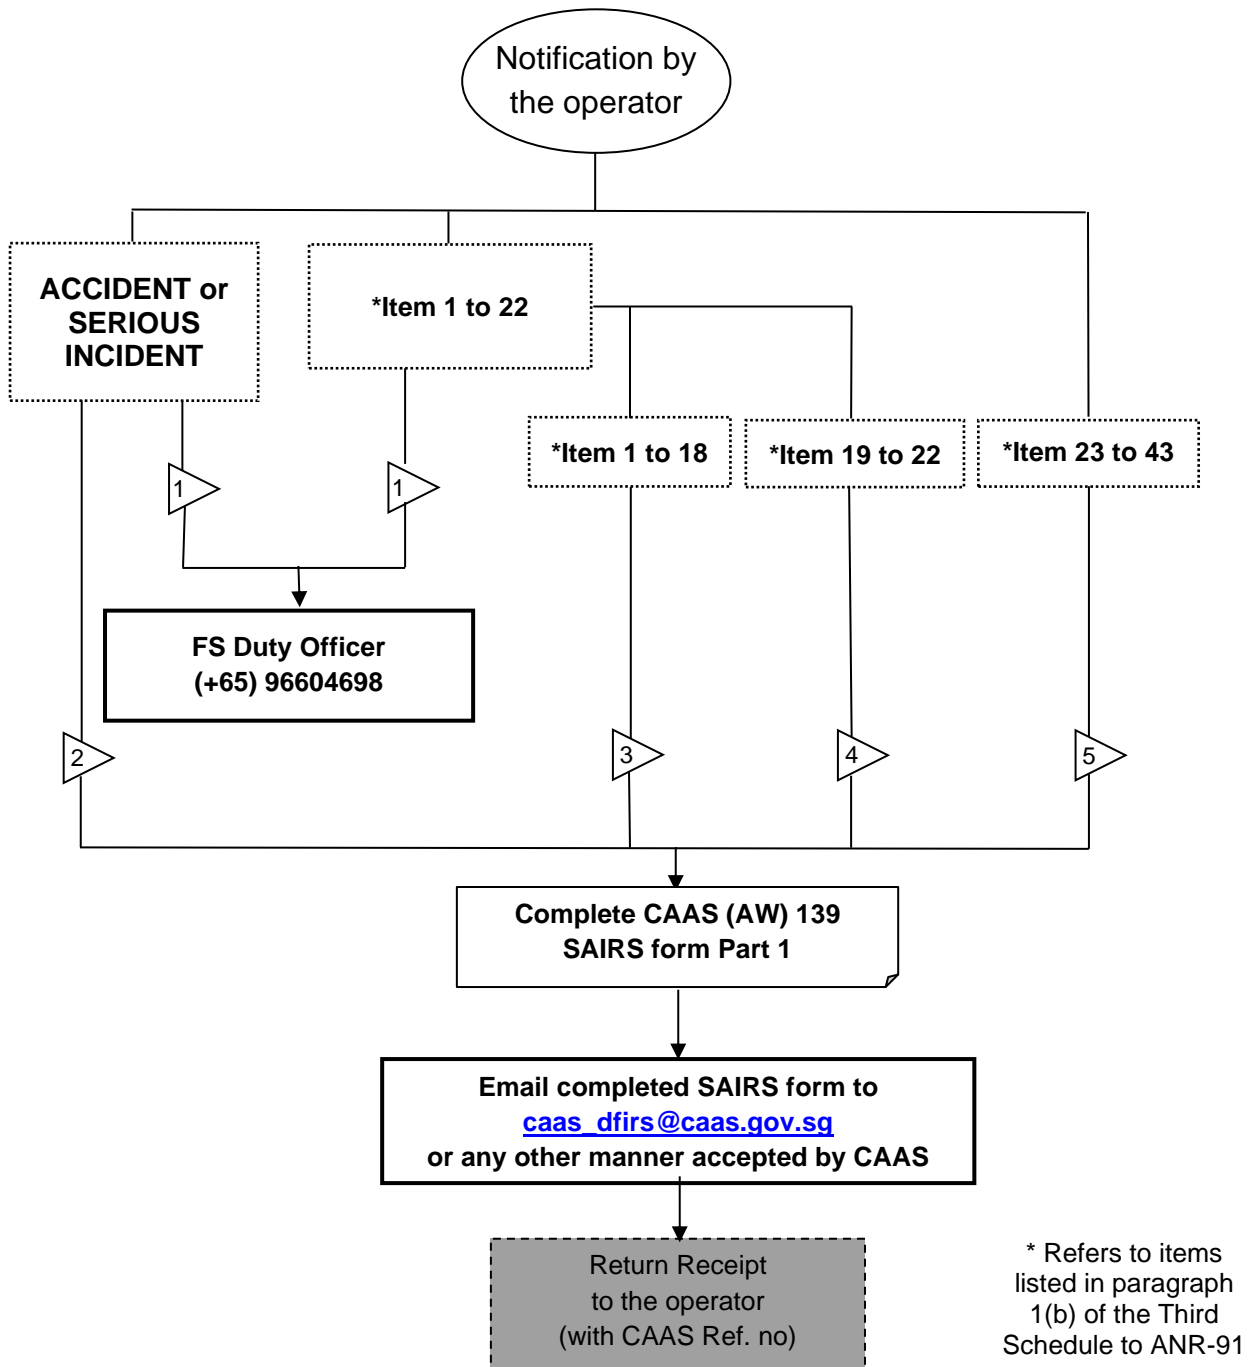 Notification by
the operator
ACCIDENT or
SERIOUS
INCIDENT
*Item 1 to 22
*Item 1 to 18
*Item 19 to 22
*Item 23 to 43
1
1
FS Duty Officer
(+65) 96604698
2
3
4
5
Complete CAAS (AW) 139
SAIRS form Part 1
Email completed SAIRS form to
caas_dfirs@caas.gov.sg
or any other manner accepted by CAAS
Return Receipt
to the operator
(with CAAS Ref. no)
* Refers to items
listed in paragraph
1(b) of the Third
Schedule to ANR-91